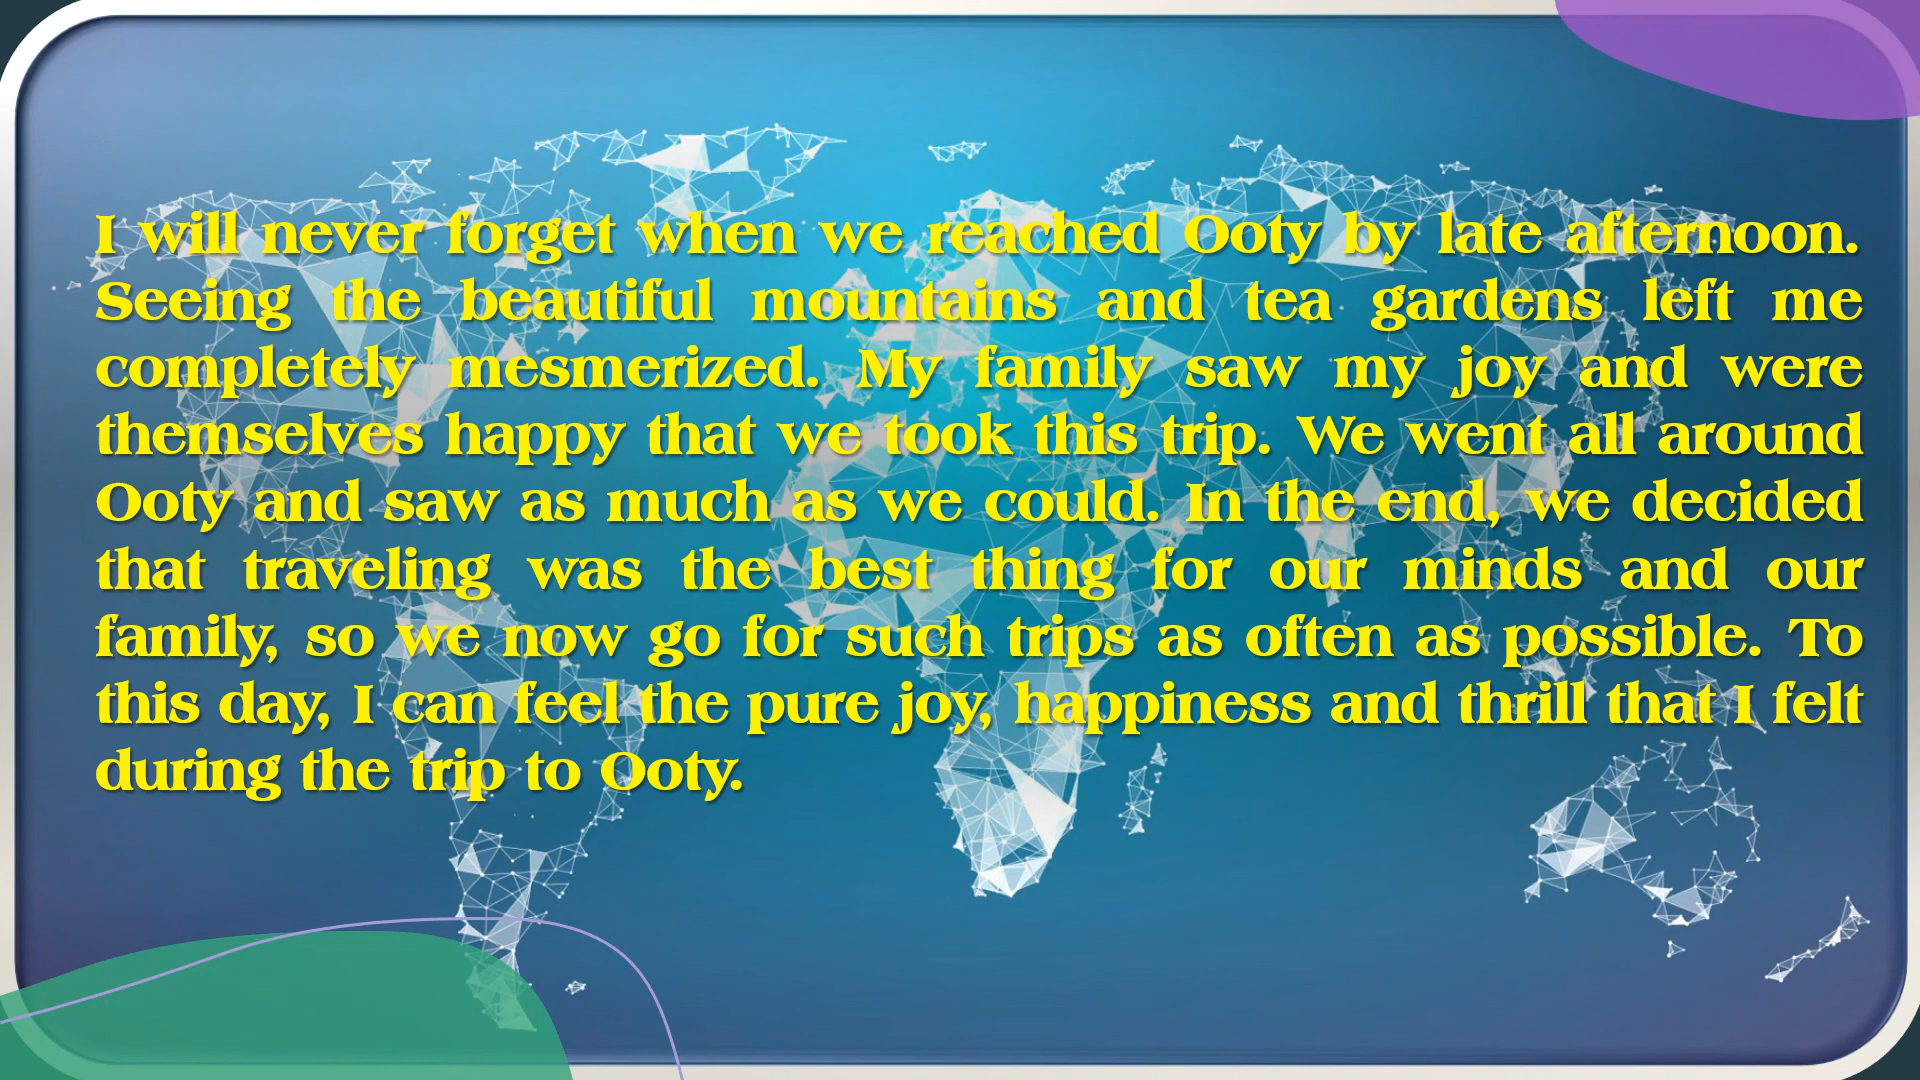 I will never forget when we reached Ooty by late afternoon.
Seeing the beautiful mountains and tea gardens left me
completely mesmerized. My family saw my joy and were
themselves happy that we took this trip. We went all around
Ooty and saw as much as we could. In the end, we decided
that traveling was the best thing for our minds and our
family, so we now go for such trips as often as possible. To
this day, I can feel the pure joy, happiness and thrill that I felt
during the trip to Ooty.